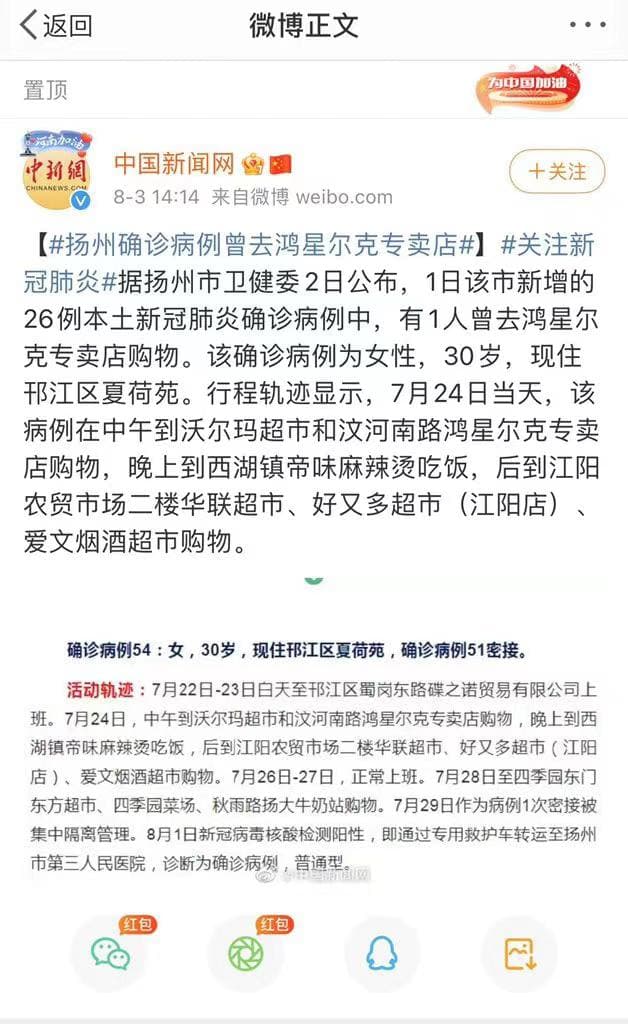 返回
微博正文
置顶
为中国加油
河南加油
中新網
CHINANEWS.COM
中国新闻网
8-3 14:14 来自微博 weibo.com
+关注
【#扬州确诊病例曾去鸿星尔克专卖店#】#关注新
冠肺炎#据扬州市卫健委2日公布，1日该市新增的
26例本土新冠肺炎确诊病例中，有1人曾去鸿星尔
克专卖店购物。该确诊病例为女性，30岁，现住
邗江区夏荷苑。行程轨迹显示，7月24日当天，该
病例在中午到沃尔玛超市和汶河南路鸿星尔克专卖
店购物，晚上到西湖镇帝味麻辣烫吃饭，后到江阳
农贸市场二楼华联超市、好又多超市（江阳店）、
爱文烟酒超市购物。
确诊病例54：女，30岁，现住邗江区夏荷苑，确诊病例51密接。
活动轨迹：7月22日-23日白天至邗江区蜀岗东路碟之诺贸易有限公司上
班。7月24日，中午到沃尔玛超市和汶河南路鸿星尔克专卖店购物，晚上到西
湖镇帝味麻辣烫吃饭，后到江阳农贸市场二楼华联超市、好又多超市（江阳
店）、爱文烟酒超市购物。7月26日-27日，正常上班。7月28日至四季园东门
东方超市、四季园菜场、秋雨路扬大牛奶站购物。7月29日作为病例1次密接被
集中隔离管理。8月1日新冠病毒核酸检测阳性，即通过专用救护车转运至扬州
市第三人民医院，诊断为确诊病例，普通型。
@中国新闻网
红包
红包